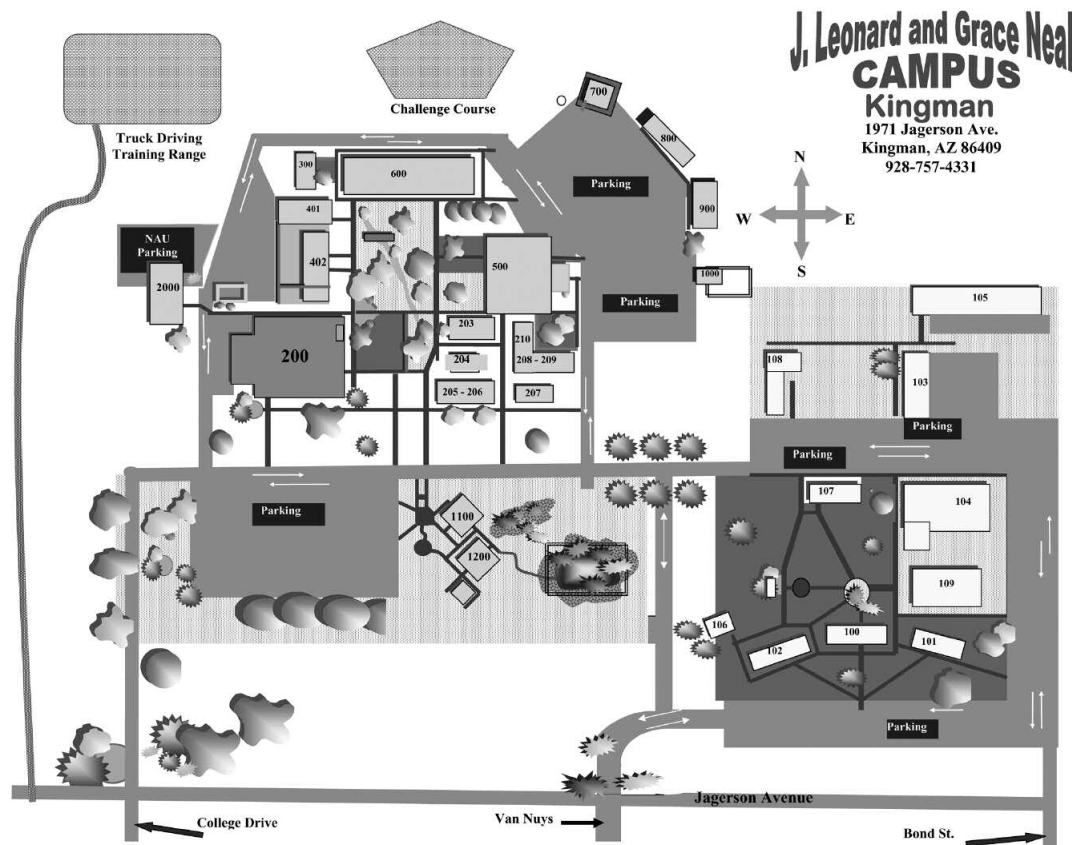 J. Leonard and Grace Neal
CAMPUS
Kingman
1971 Jagerson Ave.
Kingman, AZ 86409
928-757-4331
Truck Driving
Training Range
Challenge Course
N
W
E
S
700
800
900
1000
Parking
Parking
300
600
401
402
500
NAU
Parking
2000
200
203
204
205 - 206
210
208 - 209
207
105
108
103
Parking
Parking
Parking
1100
1200
107
104
109
106
102
100
101
Parking
Jagerson Avenue
College Drive
Van Nuys
Bond St.